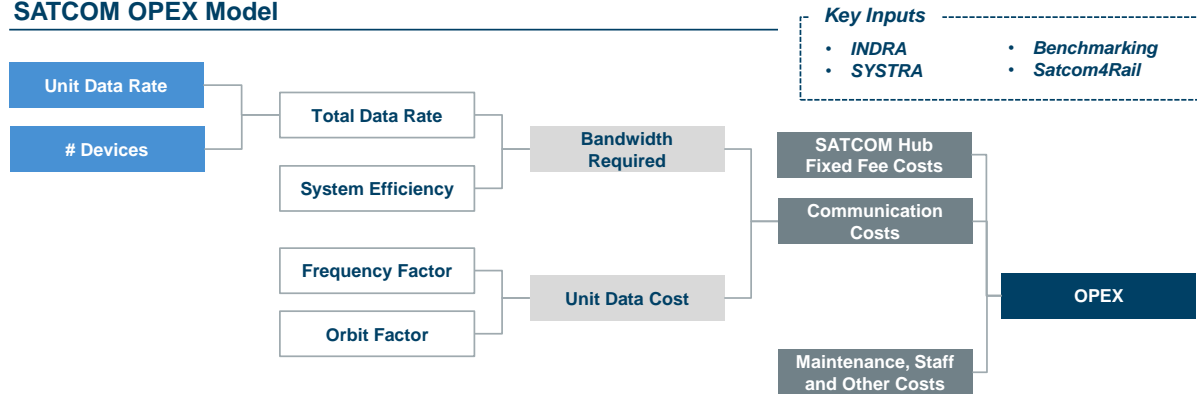 SATCOM OPEX Model
Key Inputs
• INDRA
• SYSTRA
• Benchmarking
• Satcom4Rail
Unit Data Rate
# Devices
Total Data Rate
System Efficiency
Frequency Factor
Orbit Factor
Bandwidth
Required
Unit Data Cost
SATCOM Hub
Fixed Fee Costs
Communication
Costs
Maintenance, Staff
and Other Costs
OPEX